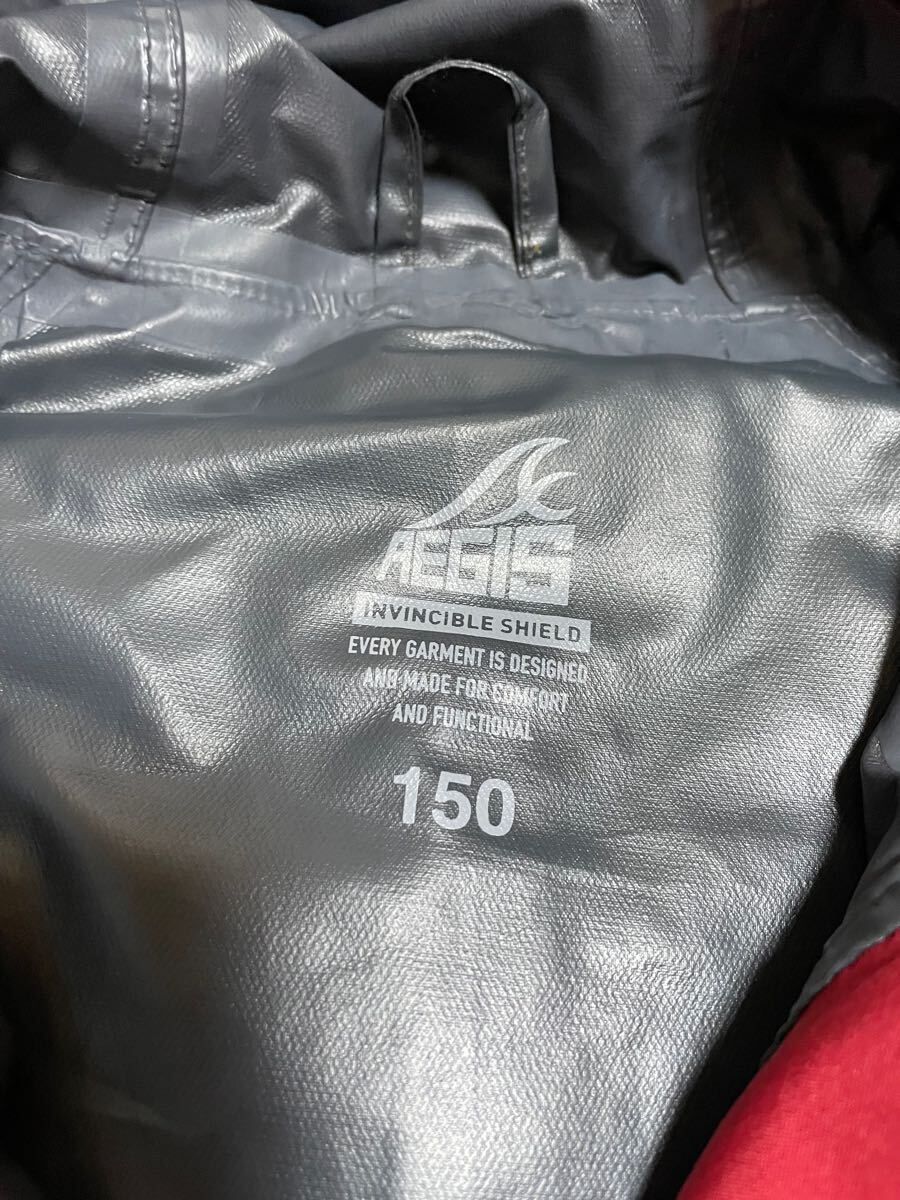 AEGIS
INVINCIBLE SHIELD
EVERY GARMENT IS DESIGNED
AND MADE FOR COMFORT
AND FUNCTIONAL
150